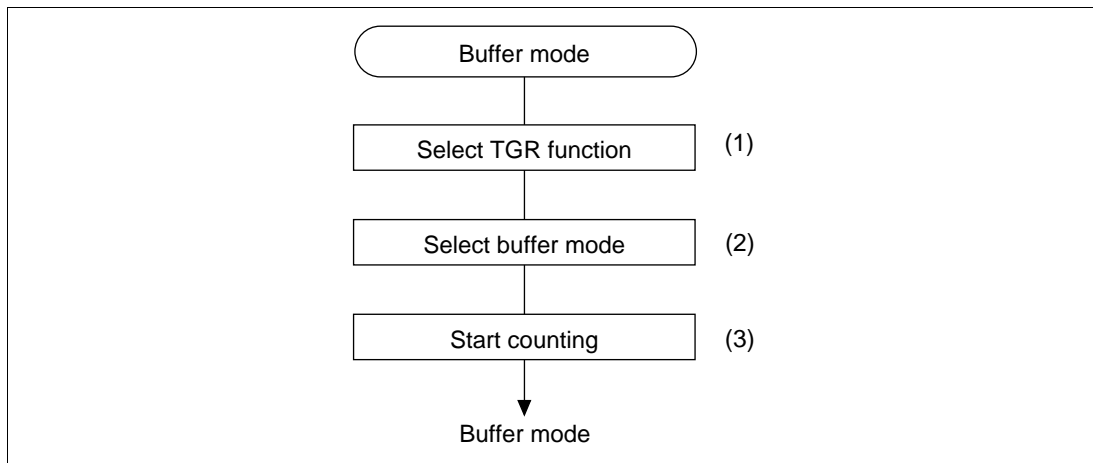 Buffer mode
Select TGR function (1)
Select buffer mode (2)
Start counting (3)
Buffer mode